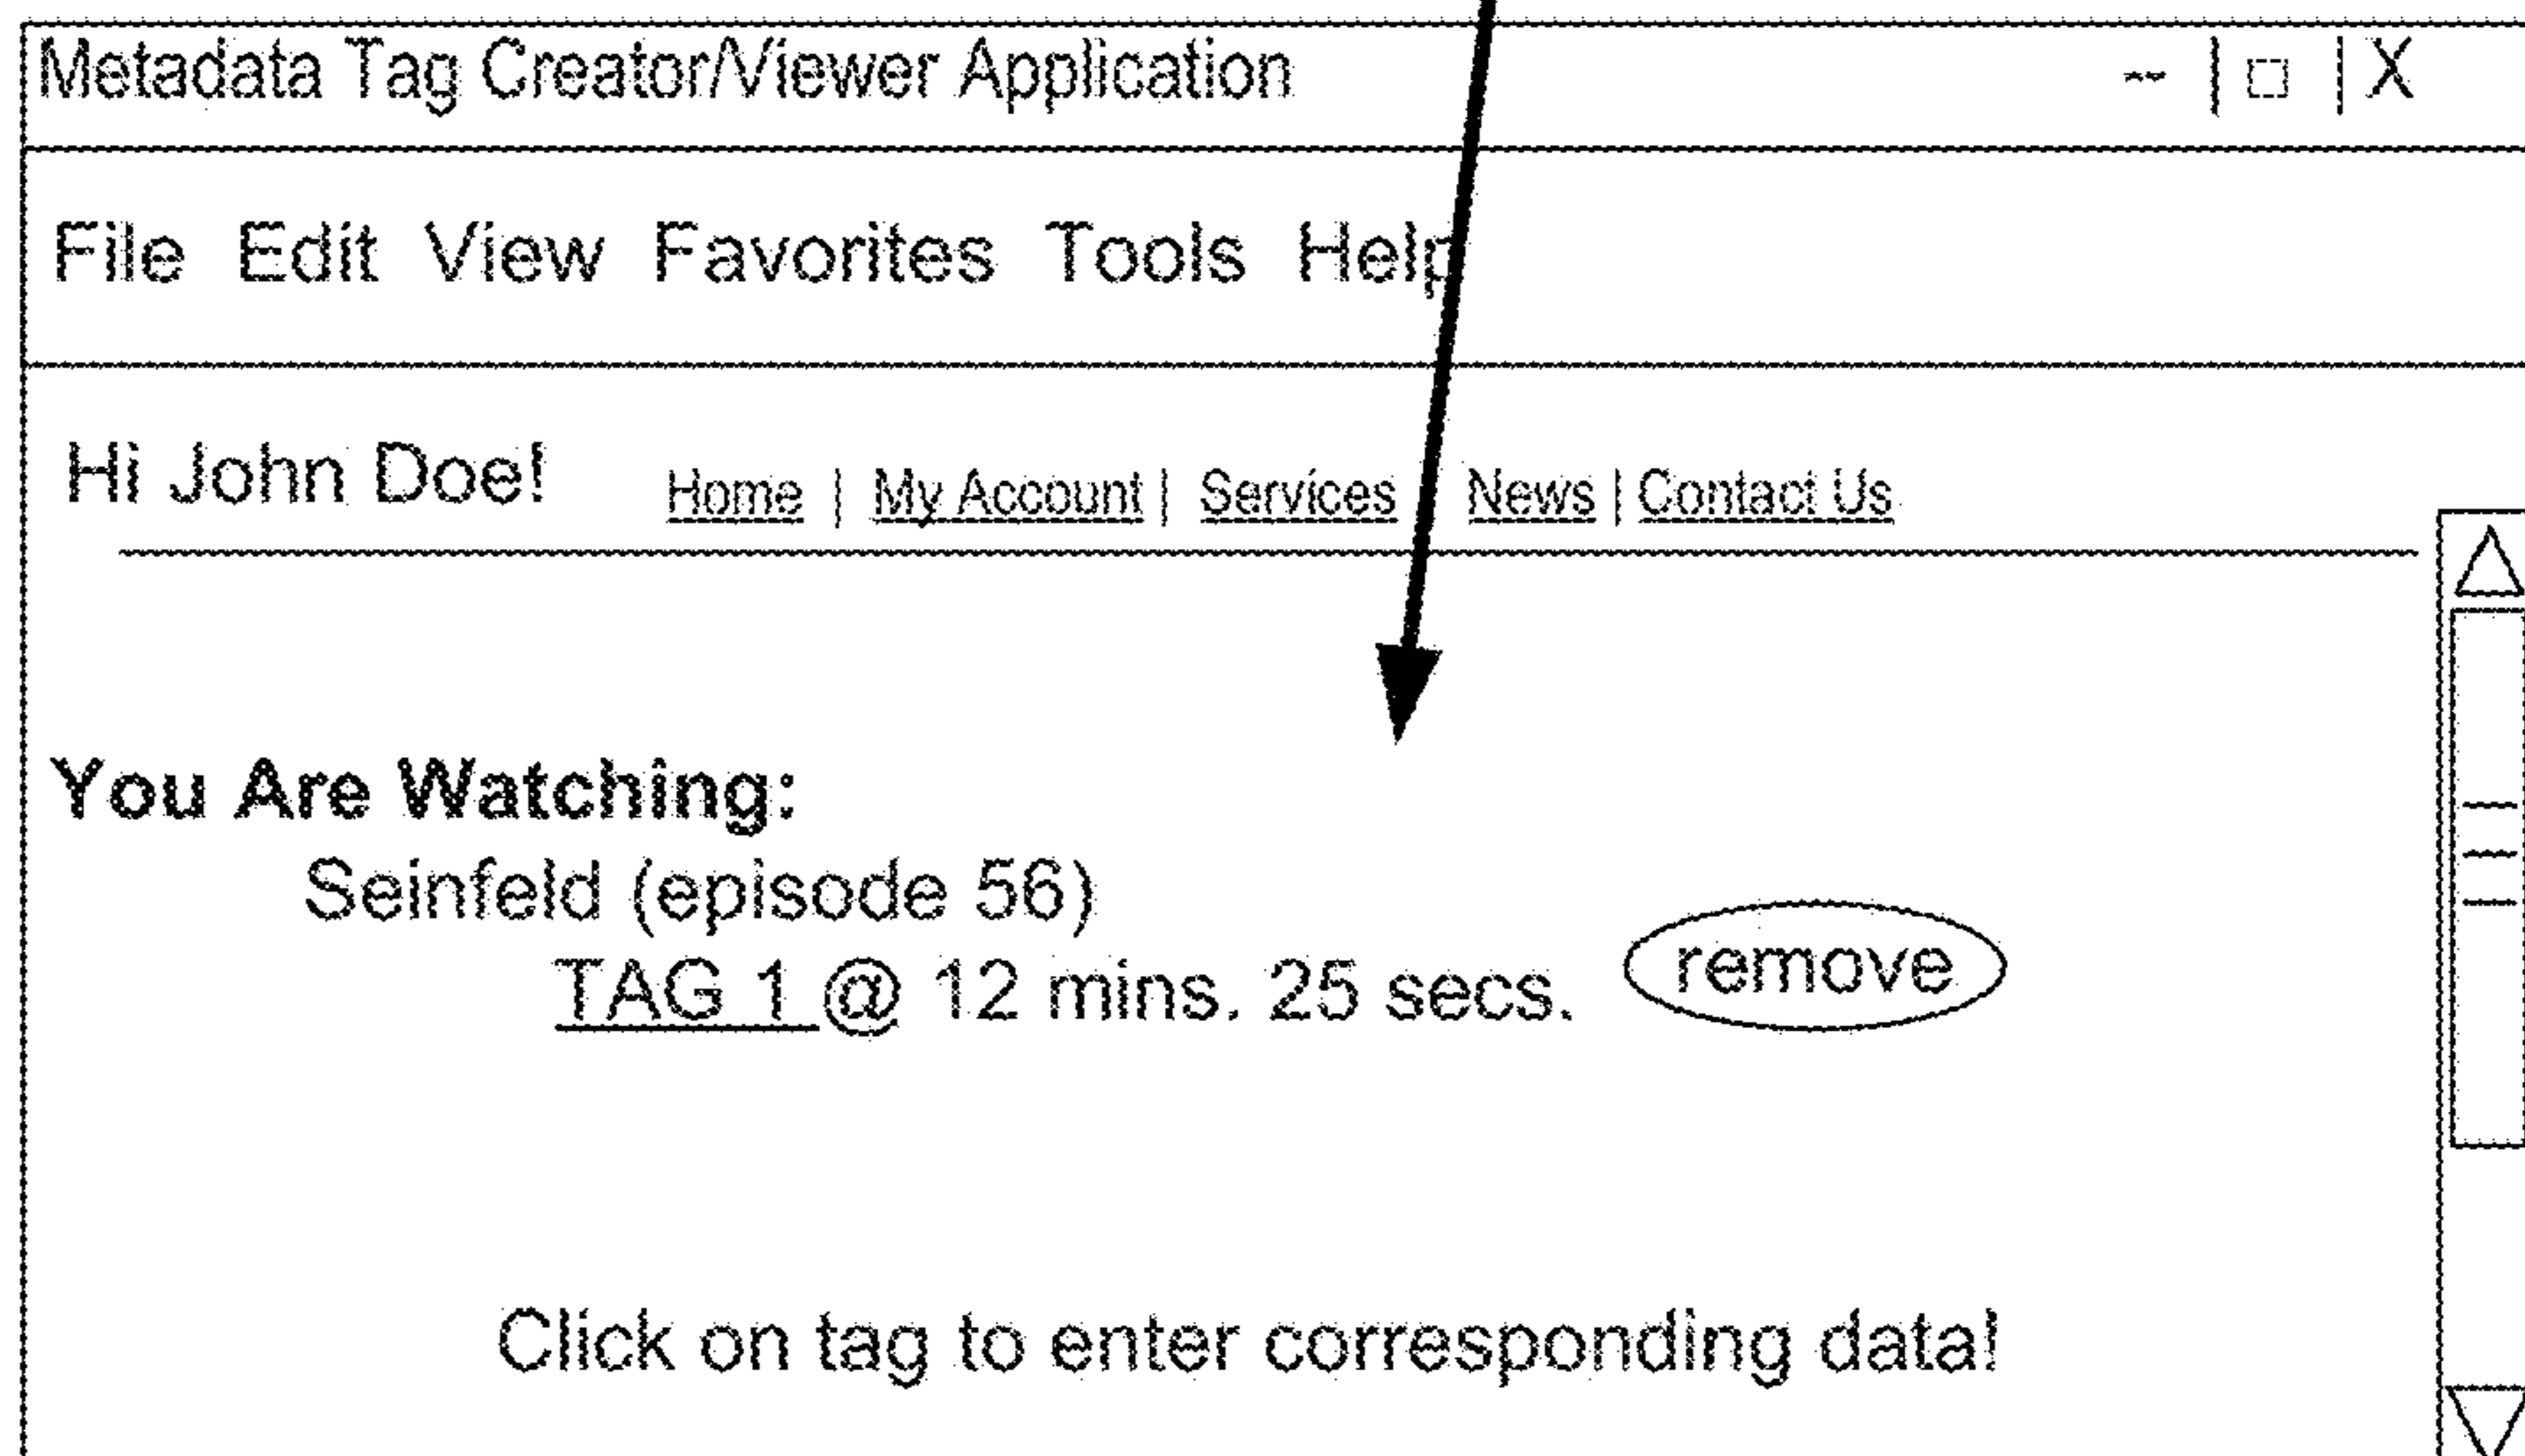 Metadata Tag Creator/Viewer Application ~ | □ | X
File Edit View Favorites Tools Help
Hi John Doe! Home | My Account | Services News | Contact Us
You Are Watching:
Seinfeld (episode 56)
TAG 1 @ 12 mins. 25 secs. remove
Click on tag to enter corresponding data!